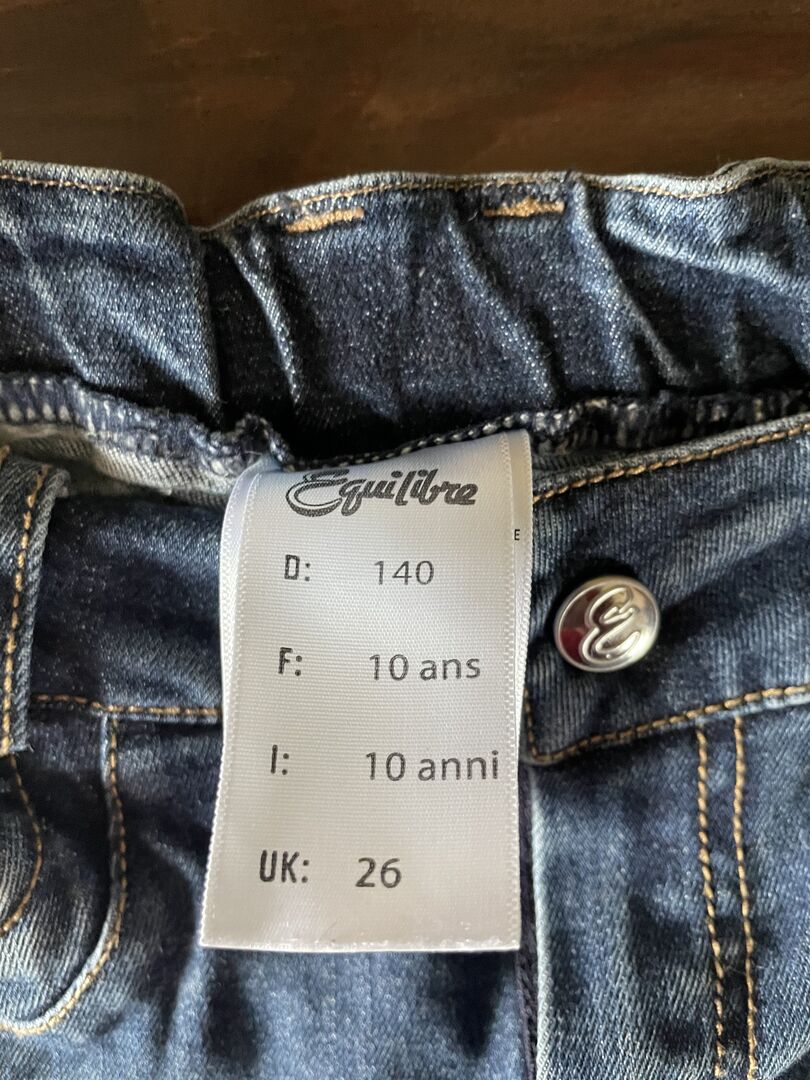 Equilibre
E
D: 140
F: 10 ans
I: 10 anni
UK: 26
E